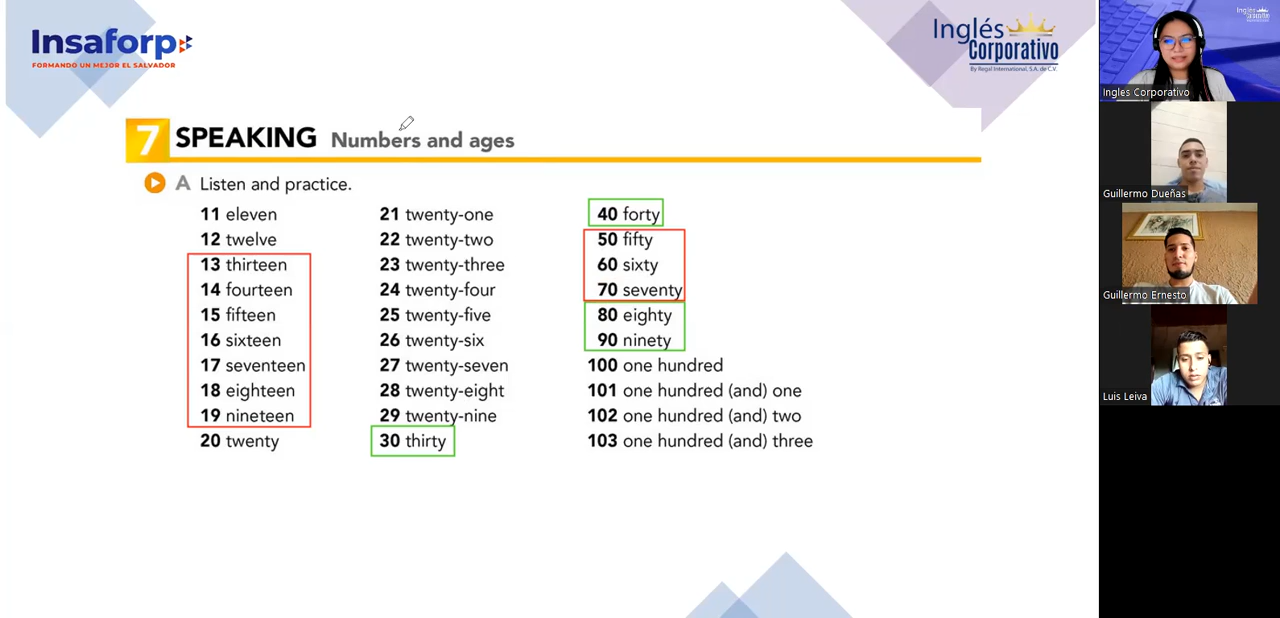 Insaforp
FORMANDO UN MEJOR EL SALVADOR
Inglés
Corporativo
By Regal International, S.A. de C.V.
7 SPEAKING Numbers and ages
A Listen and practice.
11 eleven
12 twelve
13 thirteen
14 fourteen
15 fifteen
16 sixteen
17 seventeen
18 eighteen
19 nineteen
20 twenty
21 twenty-one
22 twenty-two
23 twenty-three
24 twenty-four
25 twenty-five
26 twenty-six
27 twenty-seven
28 twenty-eight
29 twenty-nine
30 thirty
40 forty
50 fifty
60 sixty
70 seventy
80 eighty
90 ninety
100 one hundred
101 one hundred (and) one
102 one hundred (and) two
103 one hundred (and) three
Inglés
Corporativo
Ingles Corporativo
Guillermo Dueñas
Guillermo Ernesto
Luis Leiva